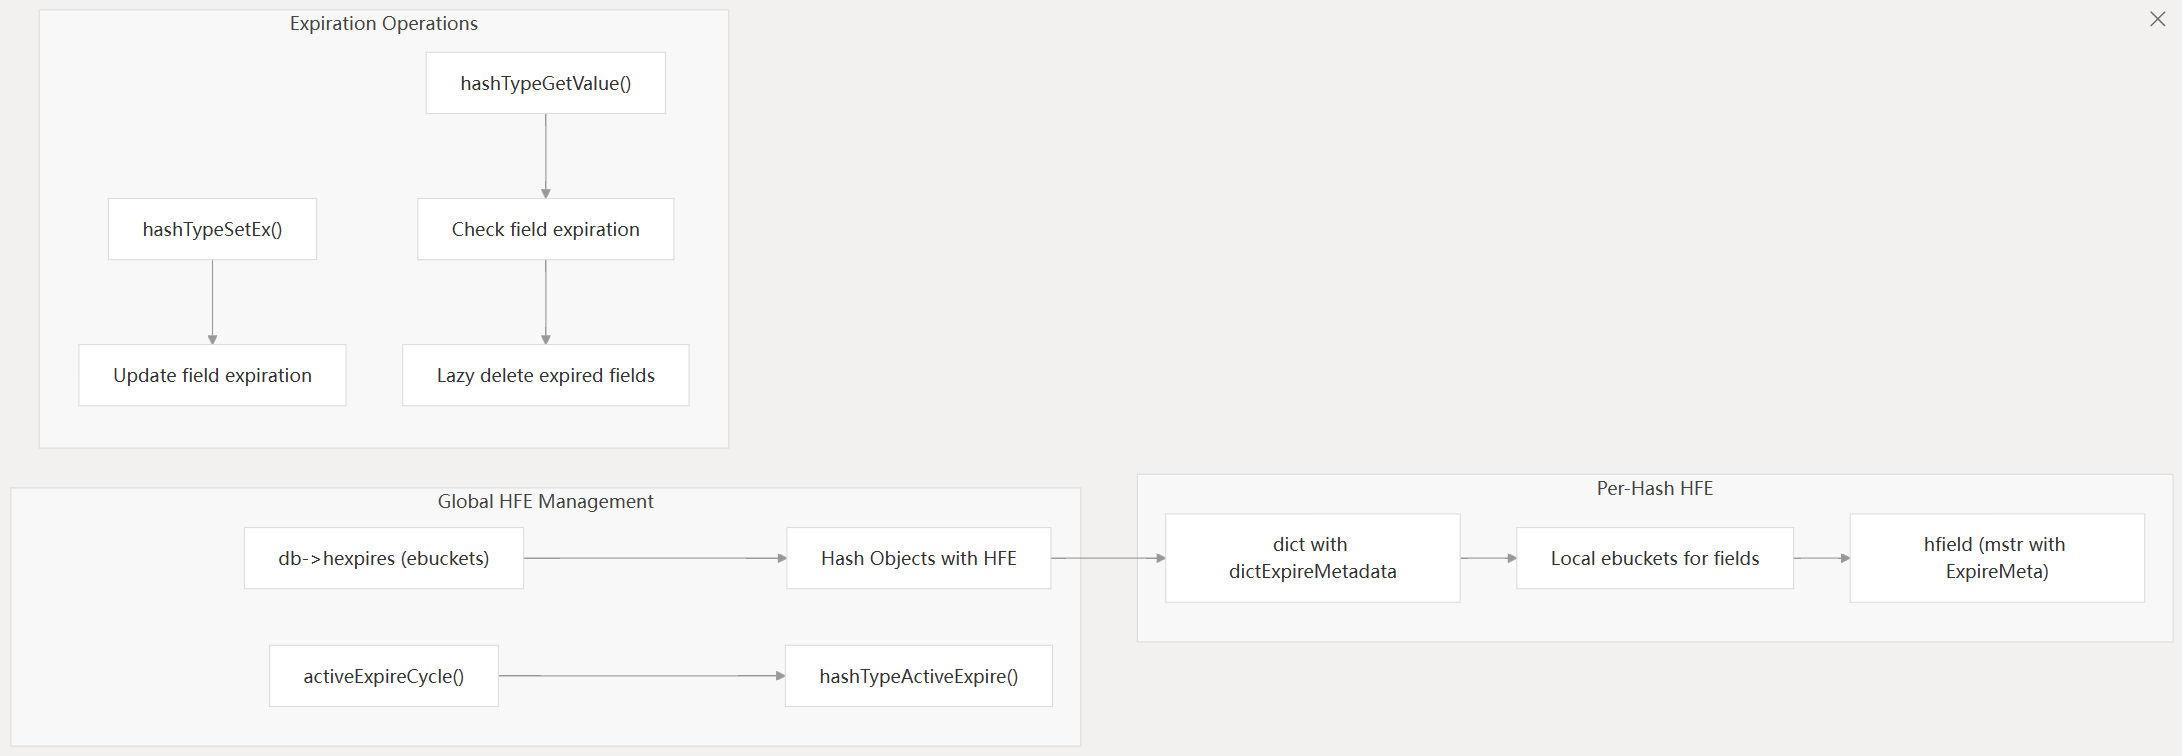 Expiration Operations
hashTypeGetValue()
hashTypeSetEx()
Check field expiration
Update field expiration
Lazy delete expired fields
Global HFE Management
db->hexpires (ebuckets)
Hash Objects with HFE
activeExpireCycle()
hashTypeActiveExpire()
Per-Hash HFE
dict with
dictExpireMetadata
Local ebuckets for fields
hfield (mstr with
ExpireMeta)